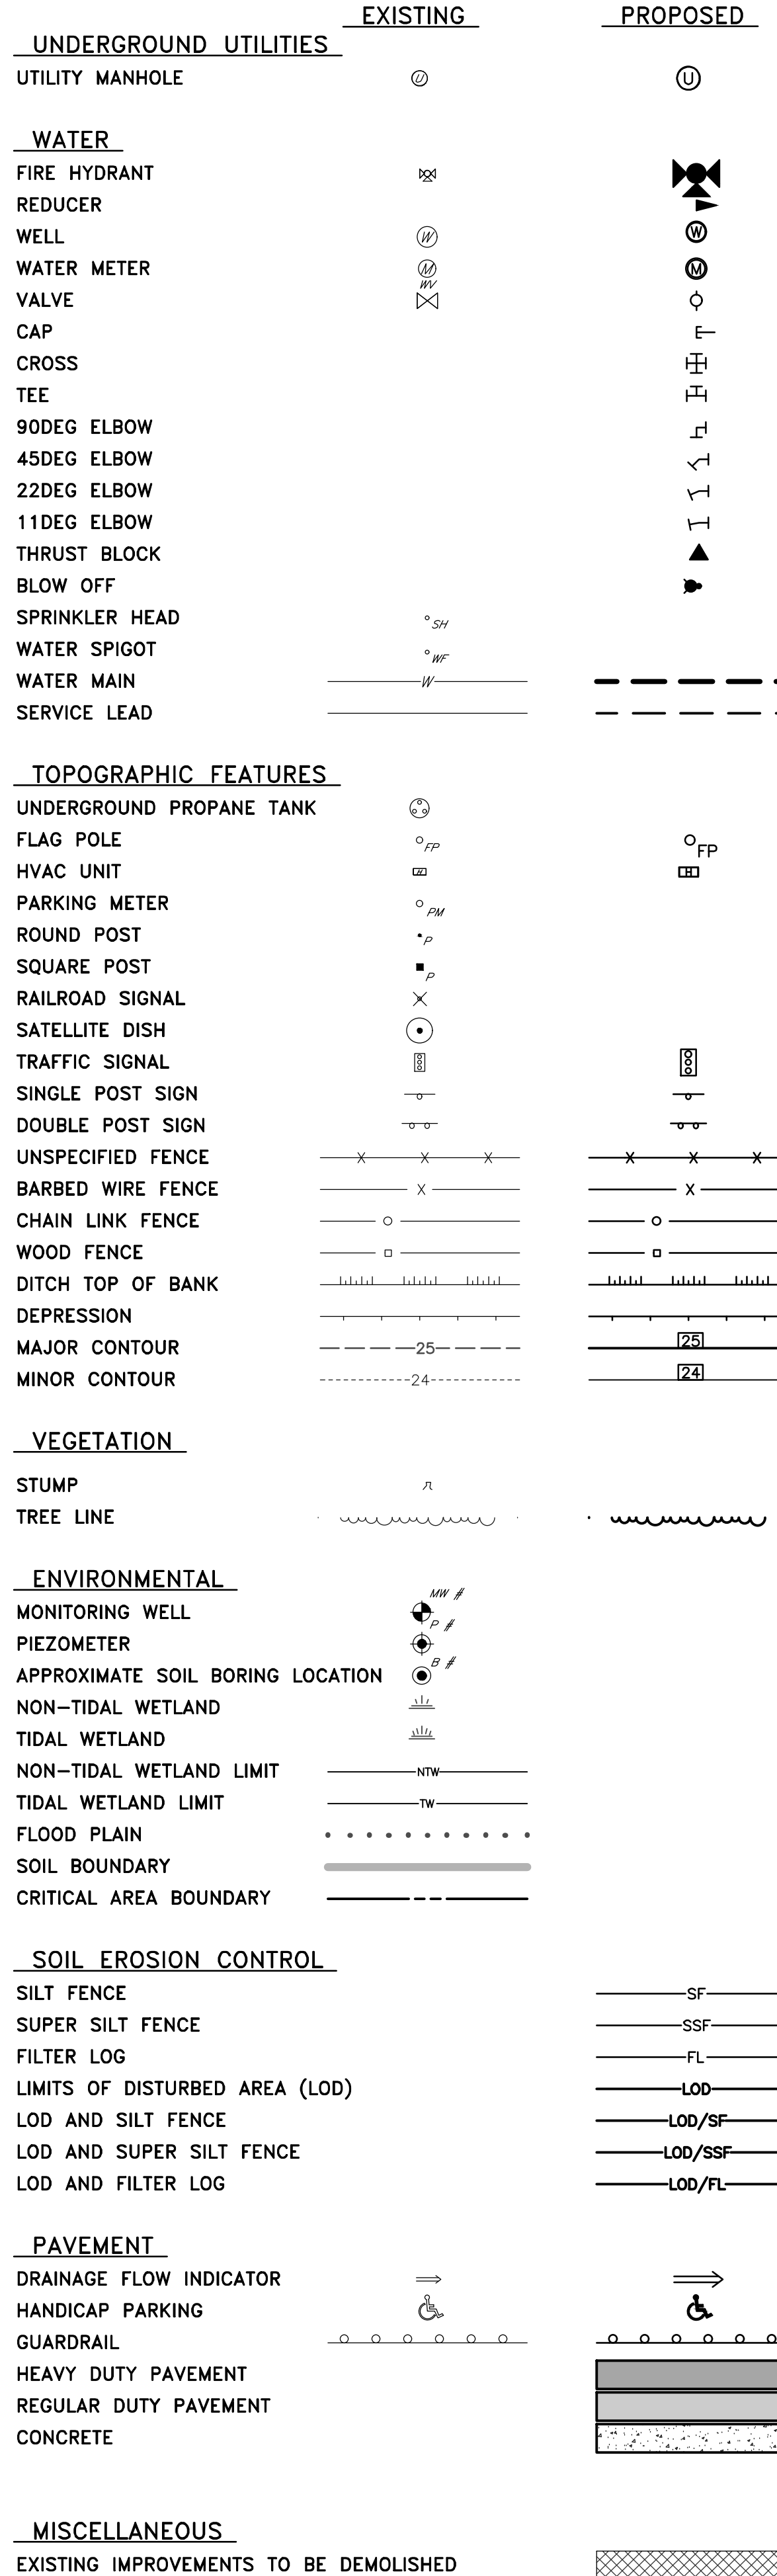 EXISTING PROPOSED
UNDERGROUND UTILITIES
UTILITY MANHOLE U U
WATER
FIRE HYDRANT
REDUCER
WELL W W
WATER METER M M
WV
VALVE
CAP
CROSS
TEE
90DEG ELBOW
45DEG ELBOW
22DEG ELBOW
11DEG ELBOW
THRUST BLOCK
BLOW OFF
SPRINKLER HEAD SH
WATER SPIGOT WF
WATER MAIN W
SERVICE LEAD
TOPOGRAPHIC FEATURES
UNDERGROUND PROPANE TANK
FLAG POLE FP FP
HVAC UNIT H H
PARKING METER PM
ROUND POST P
SQUARE POST P
RAILROAD SIGNAL
SATELLITE DISH
TRAFFIC SIGNAL
SINGLE POST SIGN
DOUBLE POST SIGN
UNSPECIFIED FENCE X X X X X X
BARBED WIRE FENCE X X
CHAIN LINK FENCE
WOOD FENCE
DITCH TOP OF BANK
DEPRESSION
MAJOR CONTOUR 25 25
MINOR CONTOUR 24 24
VEGETATION
STUMP
TREE LINE
ENVIRONMENTAL
MONITORING WELL MW #
PIEZOMETER P #
APPROXIMATE SOIL BORING LOCATION B #
NON-TIDAL WETLAND
TIDAL WETLAND
NON-TIDAL WETLAND LIMIT NTW
TIDAL WETLAND LIMIT TW
FLOOD PLAIN
SOIL BOUNDARY
CRITICAL AREA BOUNDARY
SOIL EROSION CONTROL
SILT FENCE SF
SUPER SILT FENCE SSF
FILTER LOG FL
LIMITS OF DISTURBED AREA (LOD) LOD
LOD AND SILT FENCE LOD/SF
LOD AND SUPER SILT FENCE LOD/SSF
LOD AND FILTER LOG LOD/FL
PAVEMENT
DRAINAGE FLOW INDICATOR
HANDICAP PARKING
GUARDRAIL
HEAVY DUTY PAVEMENT
REGULAR DUTY PAVEMENT
CONCRETE
MISCELLANEOUS
EXISTING IMPROVEMENTS TO BE DEMOLISHED